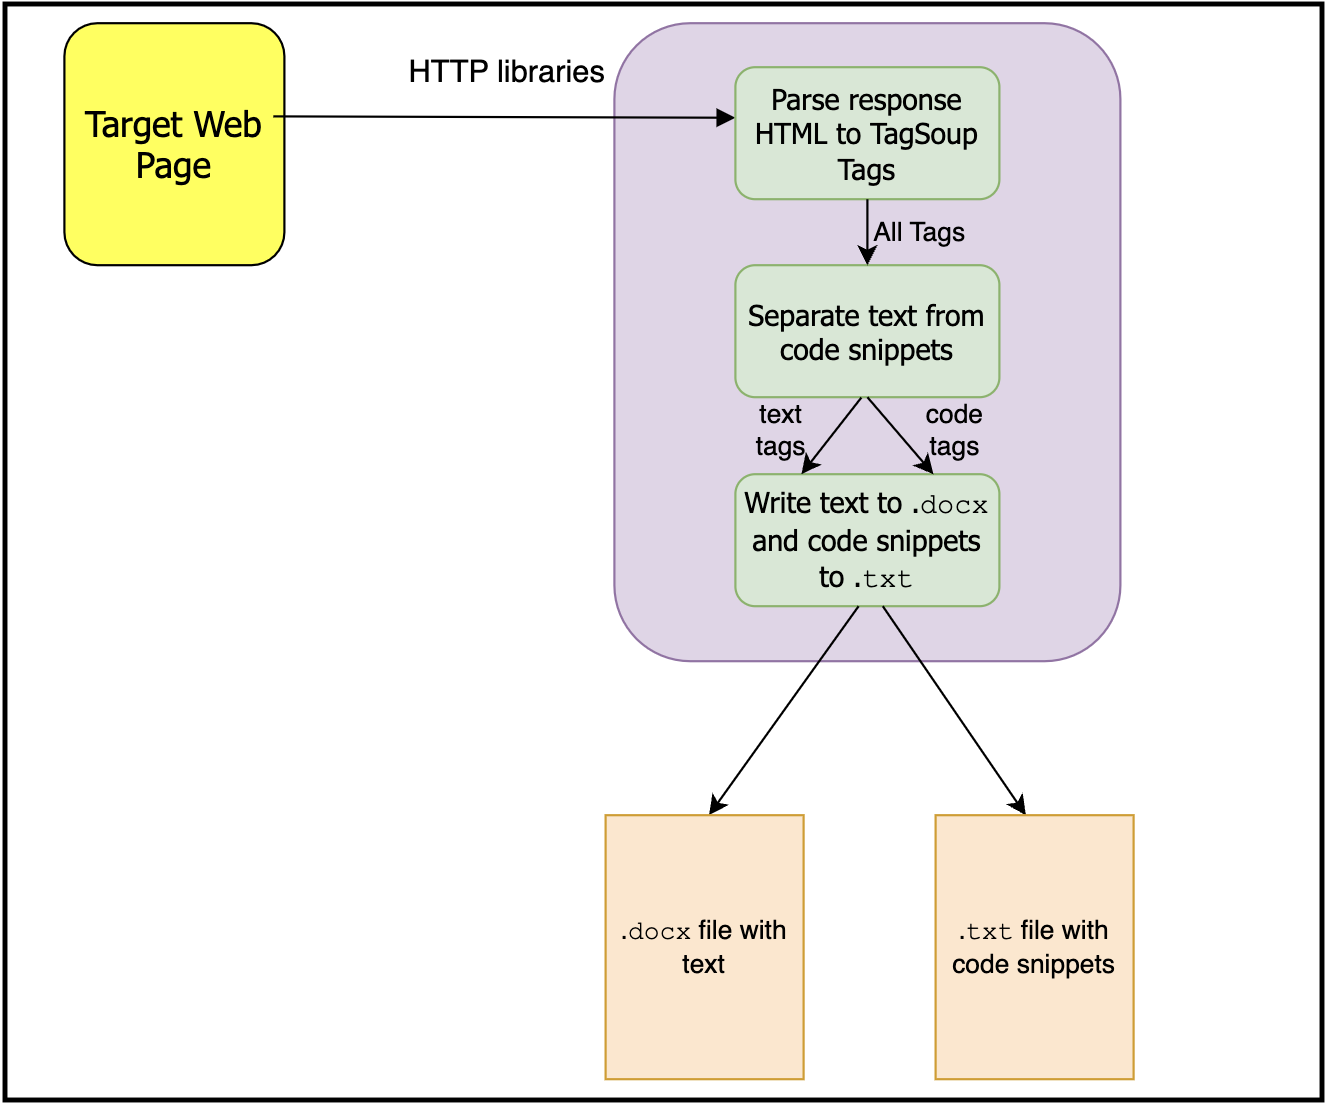 Target Web
Page
HTTP libraries
Parse response
HTML to TagSoup
Tags
All Tags
Separate text from
code snippets
text
tags
code
tags
Write text to .docx
and code snippets
to .txt
.docx file with
text
.txt file with
code snippets